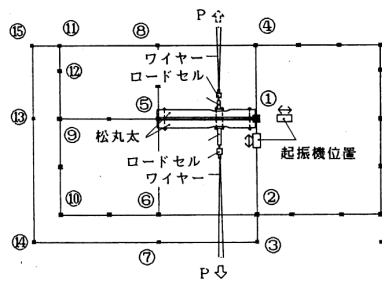 P
⑮ ⑪ ⑧ ④
ワイヤー
ロードセル
⑫
⑤ ①
⑬ ⑨
松丸太
起振機位置
ロードセル
ワイヤー
⑩ ⑥ ②
⑭ ⑦ ③
P